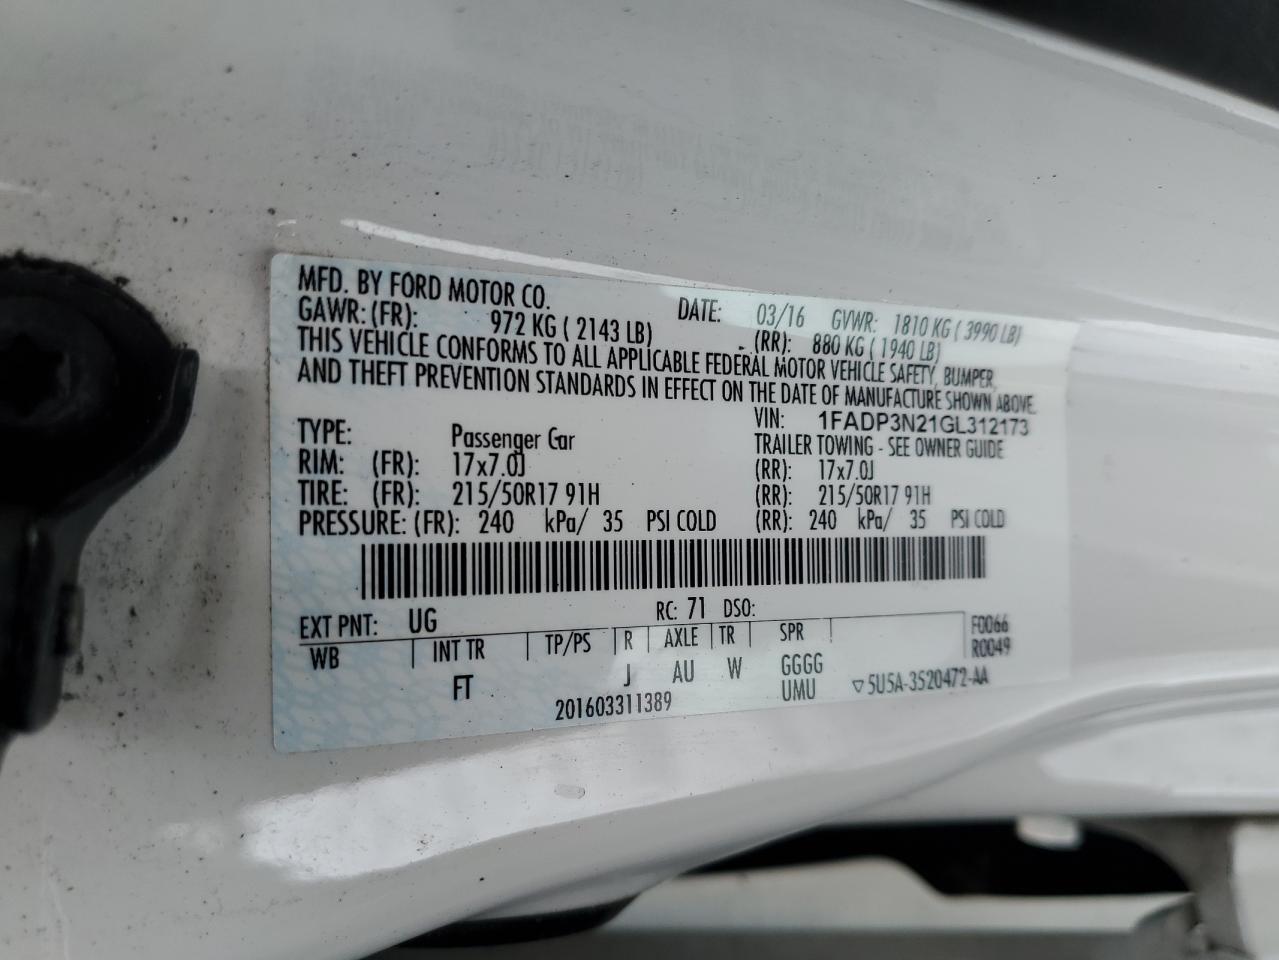 MFD. BY FORD MOTOR CO. DATE: 03/16 GVWR: 1810 KG ( 3990 LB)
GAWR: (FR): 972 KG ( 2143 LB) (RR): 880 KG ( 1940 LB)
THIS VEHICLE CONFORMS TO ALL APPLICABLE FEDERAL MOTOR VEHICLE SAFETY, BUMPER,
AND THEFT PREVENTION STANDARDS IN EFFECT ON THE DATE OF MANUFACTURE SHOWN ABOVE.
VIN: 1FADP3N21GL312173
TYPE: Passenger Car TRAILER TOWING - SEE OWNER GUIDE
RIM: (FR): 17x7.0J (RR): 17x7.0J
TIRE: (FR): 215/50R17 91H (RR): 215/50R17 91H
PRESSURE: (FR): 240 kPa/ 35 PSI COLD (RR): 240 kPa/ 35 PSI COLD
EXT PNT: UG RC: 71 DSO: F0066
WB INT TR TP/PS R AXLE TR SPR R0049
FT J AU W GGGG
UMU ▽5U5A-3520472-AA
201603311389